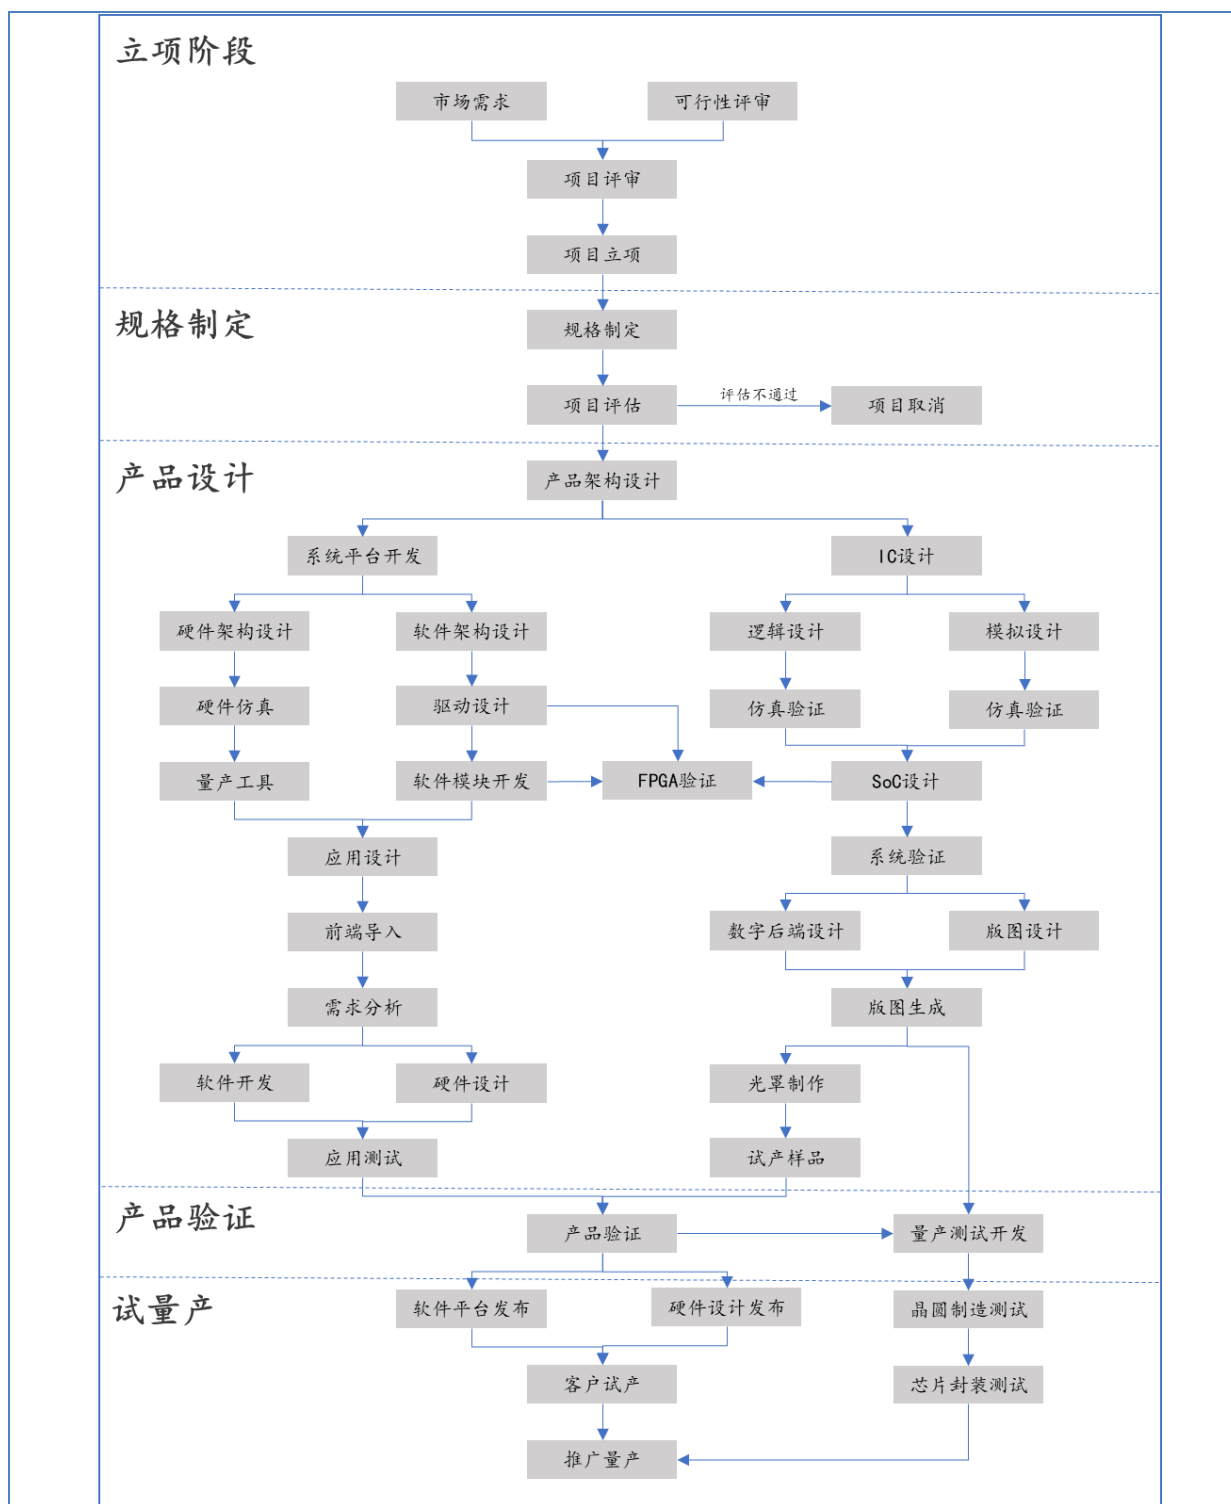 立项阶段
市场需求
可行性评审
项目评审
项目立项
规格制定
规格制定
项目评估
评估不通过
项目取消
产品设计
产品架构设计
系统平台开发
IC设计
硬件架构设计
软件架构设计
逻辑设计
模拟设计
硬件仿真
驱动设计
仿真验证
仿真验证
量产工具
软件模块开发
FPGA验证
SoC设计
应用设计
系统验证
前端导入
数字后端设计
版图设计
需求分析
版图生成
软件开发
硬件设计
光罩制作
应用测试
试产样品
产品验证
产品验证
量产测试开发
试量产
软件平台发布
硬件设计发布
晶圆制造测试
客户试产
芯片封装测试
推广量产